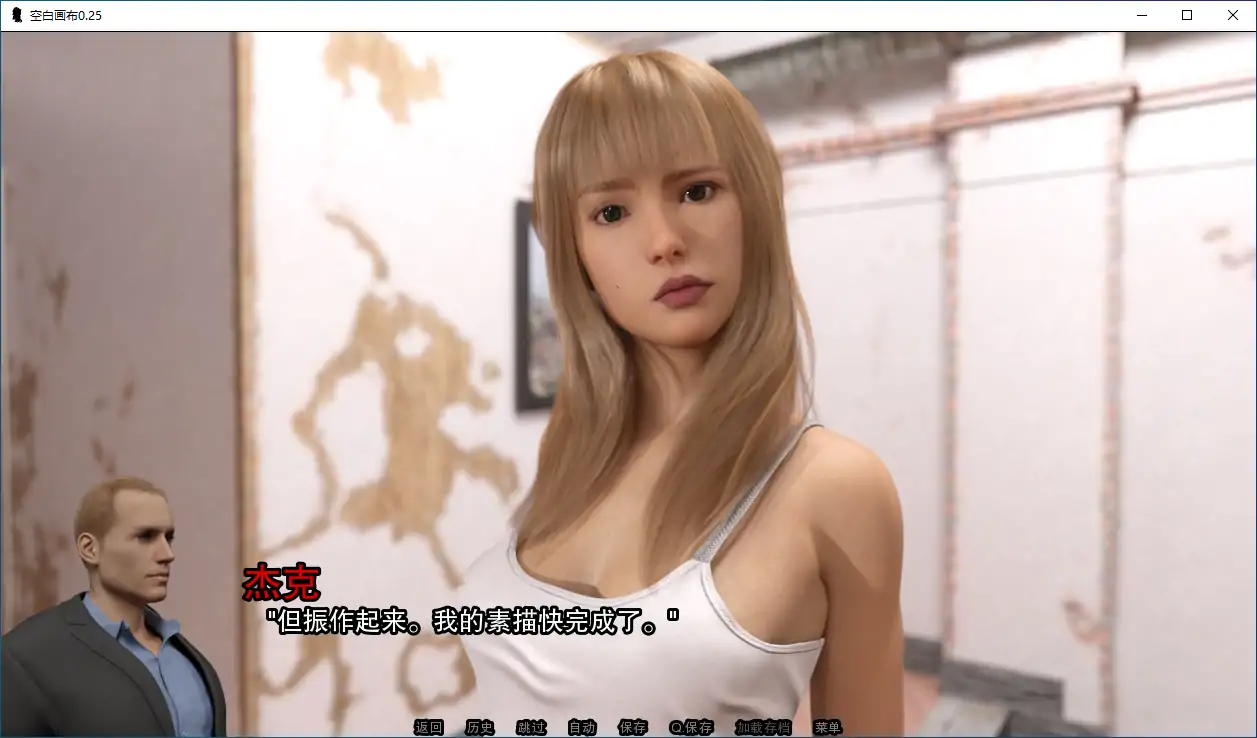 空白画布0.25
杰克
"但振作起来。我的素描快完成了。"
返回 历史 跳过 自动 保存 Q.保存 加载存档 菜单